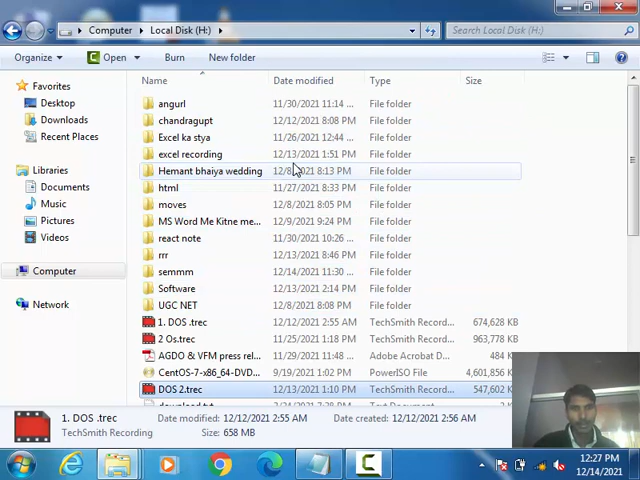 Computer Local Disk (H:) Search Local Disk (H:)
Organize Open Burn New folder
Favorites
Desktop
Downloads
Recent Places
Libraries
Documents
Music
Pictures
Videos
Computer
Network
Name Date modified Type Size
angurl 11/30/2021 11:14 ... File folder
chandragupt 12/12/2021 8:08 PM File folder
Excel ka stya 11/26/2021 12:44 ... File folder
excel recording 12/13/2021 1:51 PM File folder
Hemant bhaiya wedding 12/8/2021 8:13 PM File folder
html 11/27/2021 8:33 PM File folder
moves 12/8/2021 8:05 PM File folder
MS Word Me Kitne me... 12/9/2021 9:24 PM File folder
react note 11/30/2021 10:26 ... File folder
rrr 12/13/2021 8:46 PM File folder
semmm 12/14/2021 11:30 ... File folder
Software 12/13/2021 2:14 PM File folder
UGC NET 12/8/2021 8:08 PM File folder
1. DOS .trec 12/12/2021 2:55 AM TechSmith Record... 674,628 KB
2 Os.trec 11/25/2021 1:18 PM TechSmith Record... 963,778 KB
AGDO & VFM press rel... 11/29/2021 11:48 ... Adobe Acrobat D... 484 K
CentOS-7-x86_64-DVD... 9/19/2021 1:02 PM PowerISO File 4,601,856 K
DOS 2.trec 12/13/2021 1:10 PM TechSmith Record... 547,602 K
1. DOS .trec Date modified: 12/12/2021 2:55 AM Date created: 12/12/2021 2:56 AM
TechSmith Recording Size: 658 MB
12:27 PM
12/14/2021